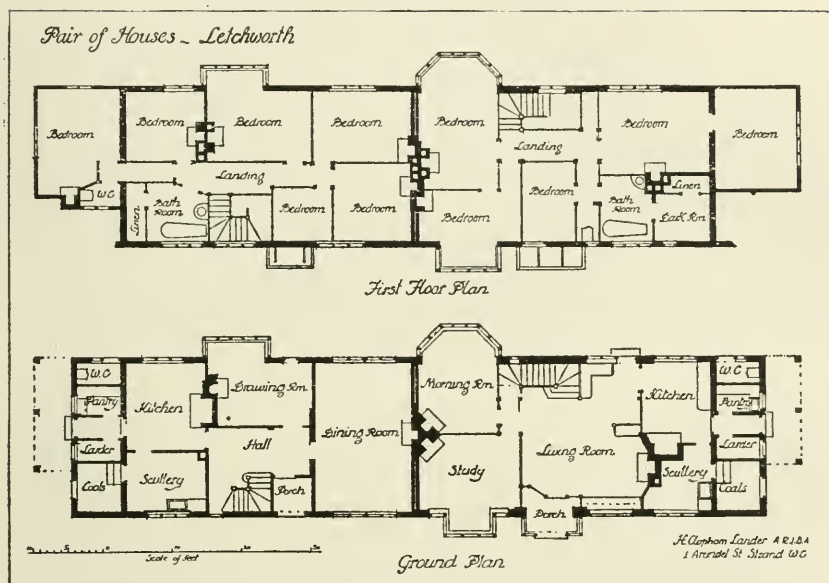 Pair of Houses - Letchworth
Bedroom
Bedroom
Bedroom
Bedroom
Bedroom
Bedroom
Bedroom
Landing
Landing
W.C
Linen
Bath
Room
Bedroom
Bedroom
Bedroom
Bedroom
Bath
Room
Linen
First Floor Plan
W.C
Pantry
Larder
Coals
Kitchen
Scullery
Drawing Rm.
Hall
Porch
Dining Room
Morning Rm
Study
Living Room
Porch
Kitchen
Scullery
W.C
Pantry
Larder
Coals
Scale of feet
Ground Plan
H. Clapham Lander A.R.I.B.A
1 Arundel St Strand W.C